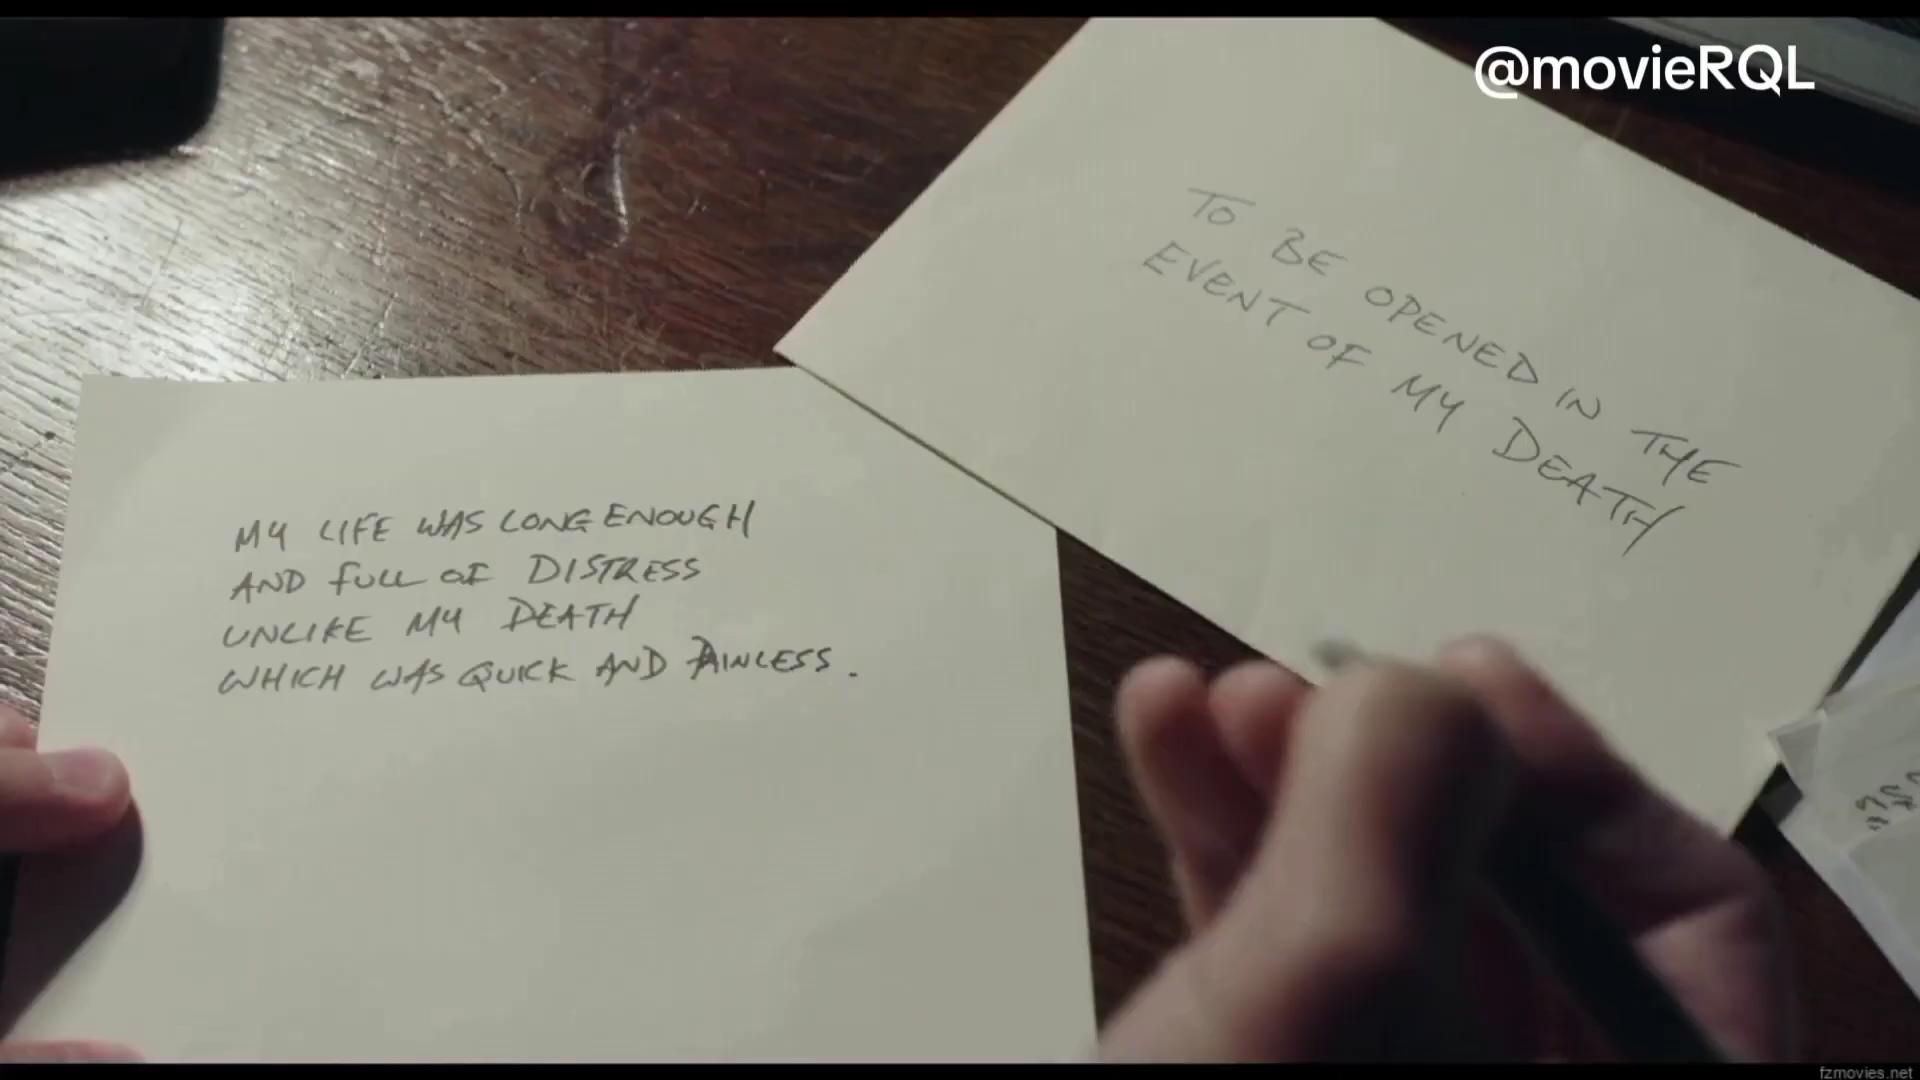 @movieRQL
TO BE OPENED IN THE
EVENT OF MY DEATH
MY LIFE WAS LONG ENOUGH
AND FULL OF DISTRESS
UNLIKE MY DEATH
WHICH WAS QUICK AND PAINLESS.
fzmovies.net